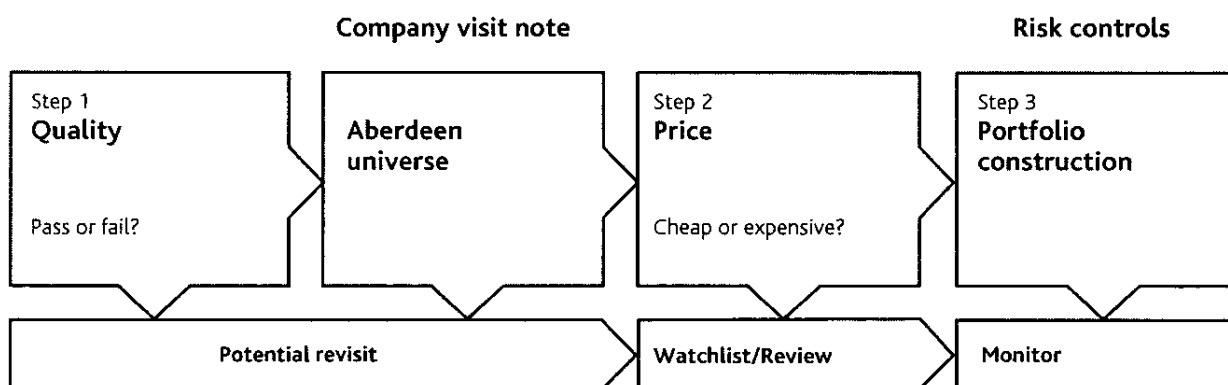 Company visit note
Risk controls
Step 1
Quality
Pass or fail?
Aberdeen
universe
Step 2
Price
Cheap or expensive?
Step 3
Portfolio
construction
Potential revisit
Watchlist/Review
Monitor